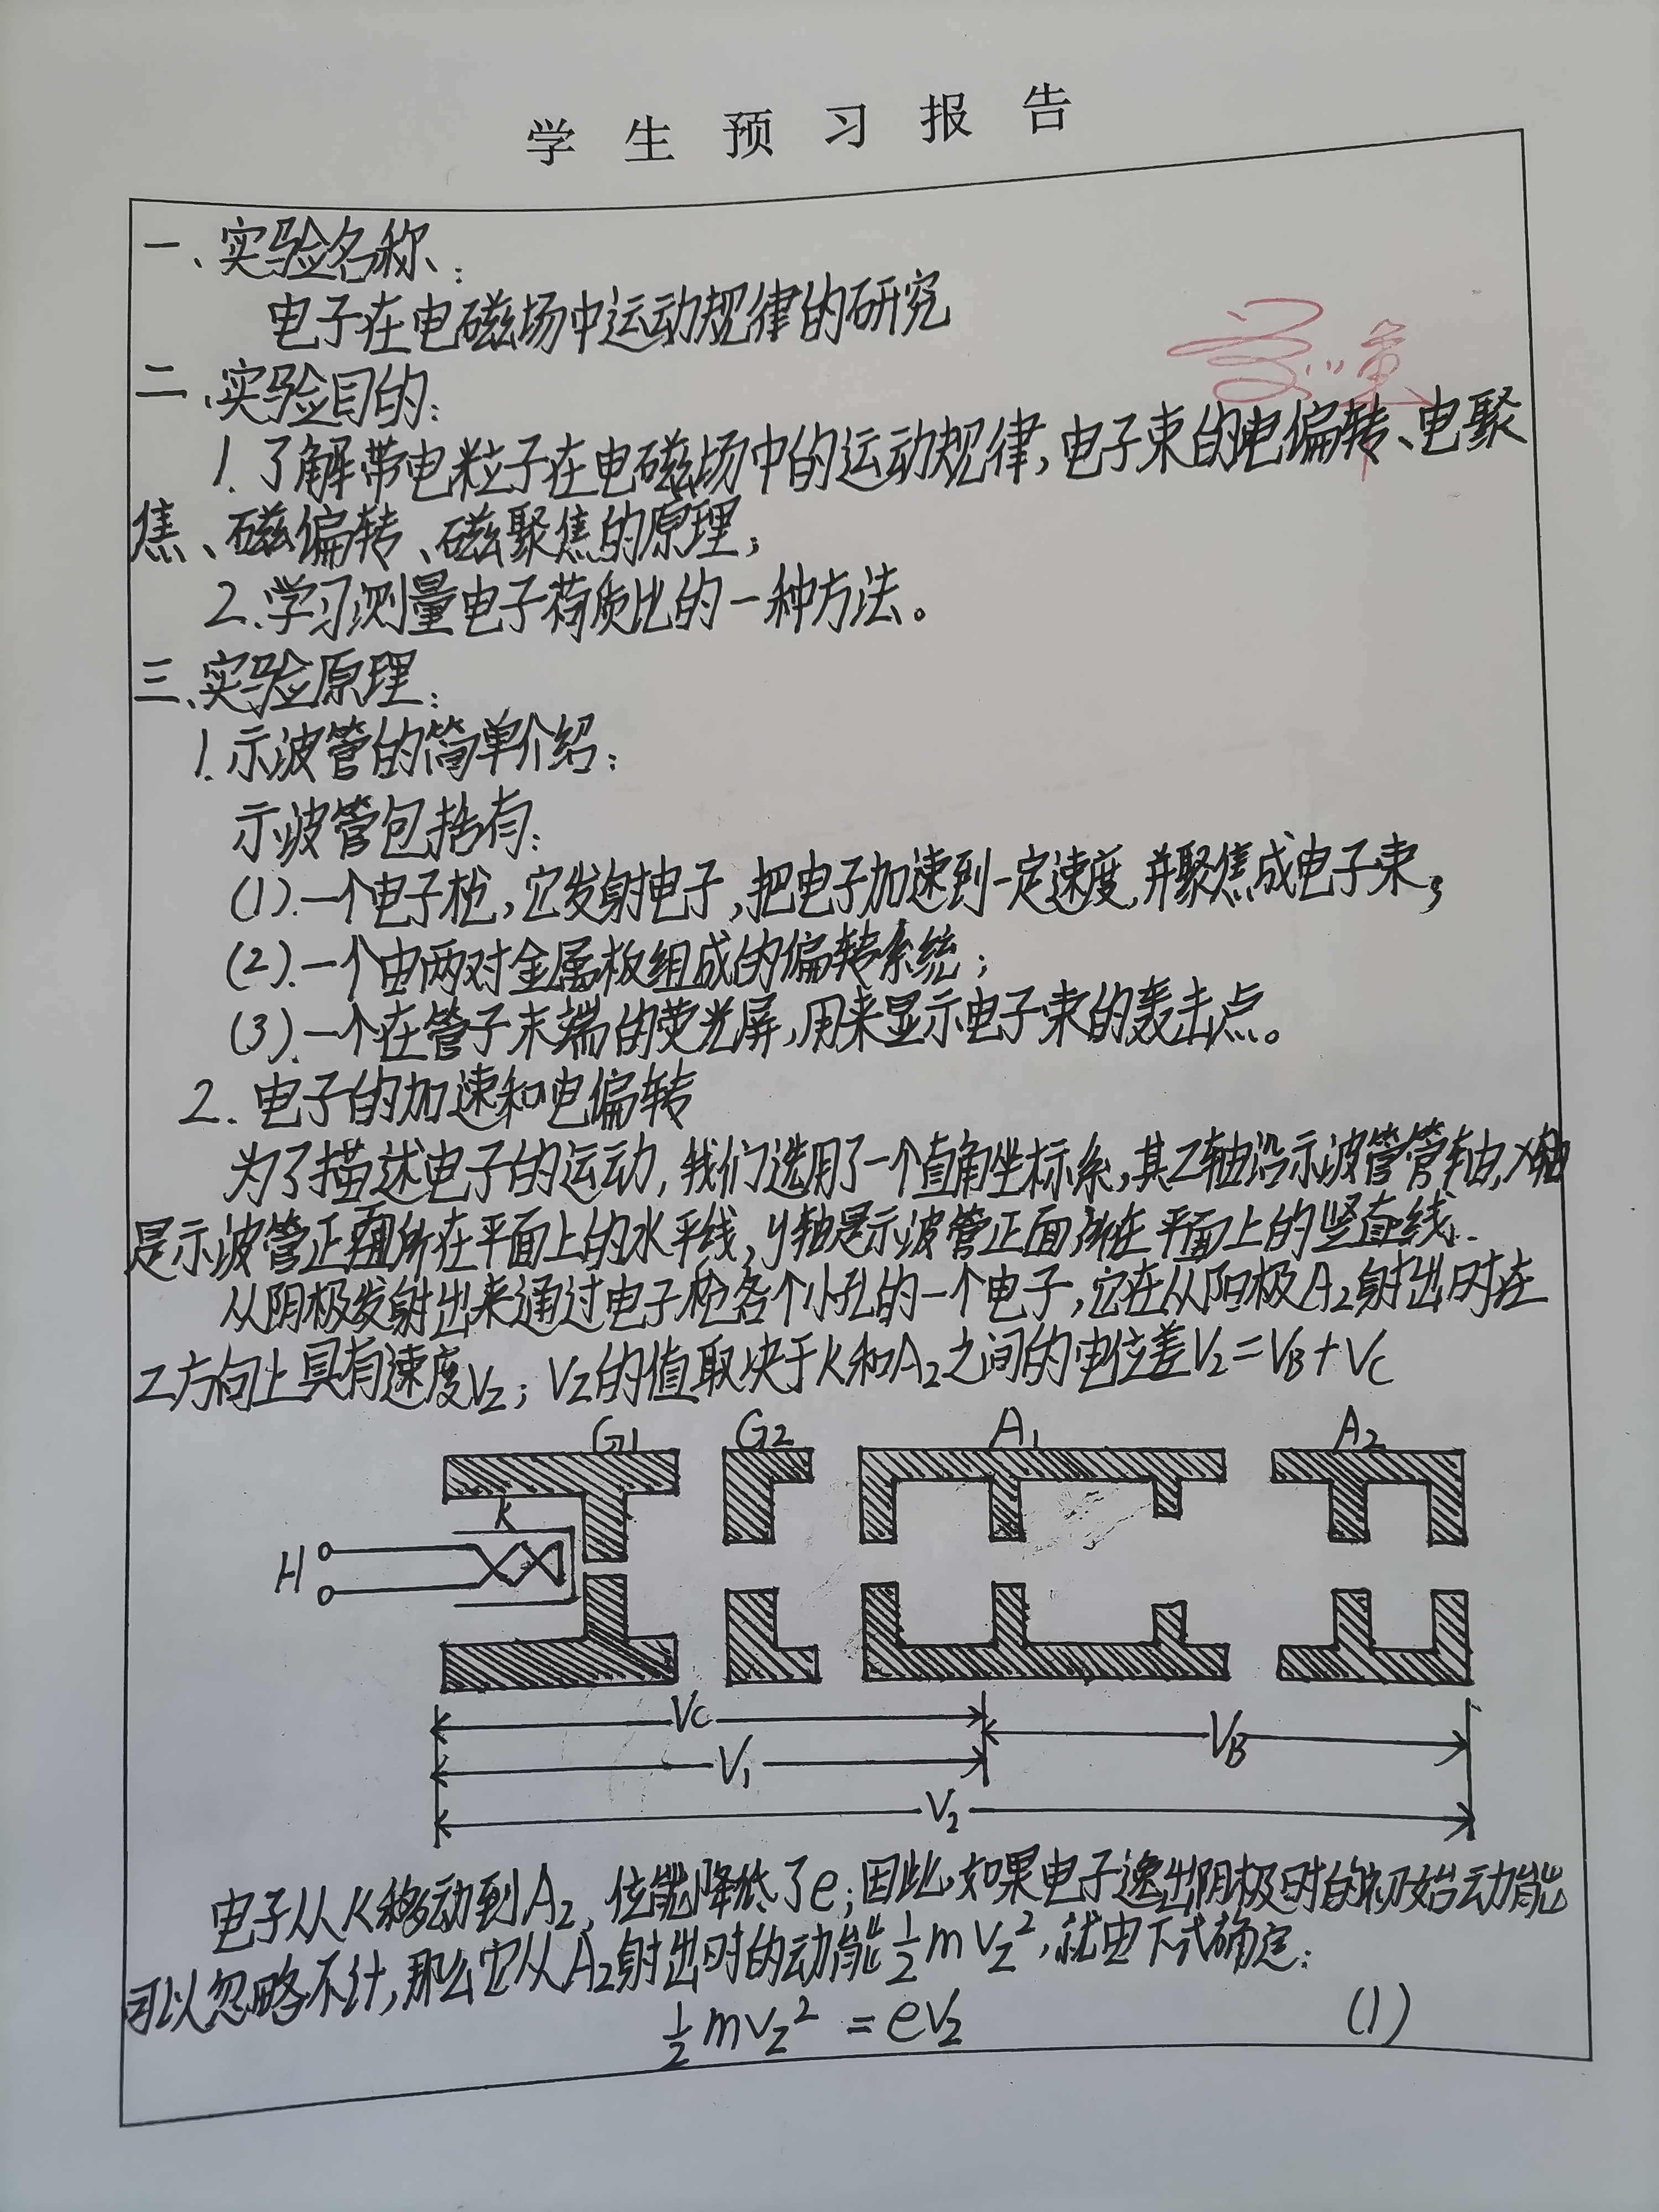 学生预习报告
一、实验名称:
电子在电磁场中运动规律的研究
二、实验目的:
1.了解带电粒子在电磁场中的运动规律,电子束的电偏转、电聚
焦、磁偏转、磁聚焦的原理;
2.学习测量电子荷质比的一种方法。
三、实验原理:
1.示波管的简单介绍:
示波管包括有:
(1).一个电子枪,它发射电子,把电子加速到一定速度,并聚焦成电子束;
(2).一个由两对金属板组成的偏转系统;
(3).一个在管子末端的荧光屏,用来显示电子束的轰击点。
2.电子的加速和电偏转
为了描述电子的运动,我们选用了一个直角坐标系,其Z轴沿示波管管轴,X轴
是示波管正面所在平面上的水平线,y轴是示波管正面所在平面上的竖直线.
从阴极发射出来通过电子枪各个小孔的一个电子,它在从阳极A₂射出时在
Z方向上具有速度Vz;Vz的值取决于K和A₂之间的电位差V₂=VB+VC
G1 G2 A1 A2
K
H
VC
VB
V1
V2
电子从K移动到A₂,位能降低了e;因此,如果电子逸出阴极时的初始动能
可以忽略不计,那么它从A₂射出时的动能½mVz²,就由下式确定:
½mVz²=eV₂ (1)